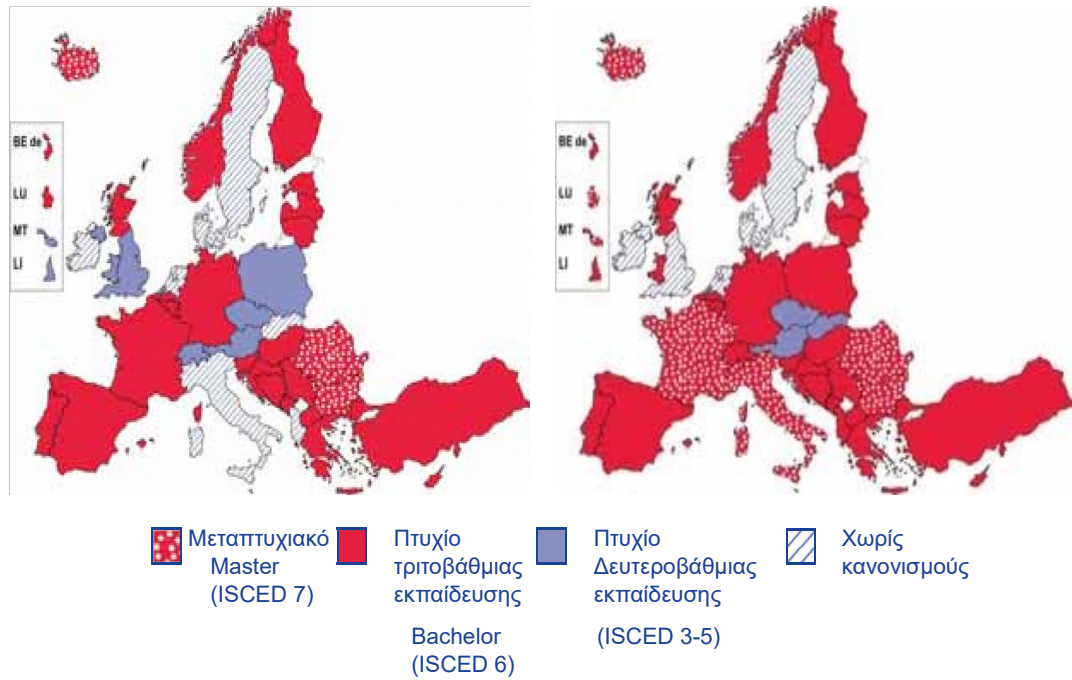 BE de
LU
MT
LI
BE de
LU
MT
LI
Μεταπτυχιακό
Master
(ISCED 7)
Πτυχίο
τριτοβάθμιας
εκπαίδευσης
Bachelor
(ISCED 6)
Πτυχίο
Δευτεροβάθμιας
εκπαίδευσης
(ISCED 3-5)
Χωρίς
κανονισμούς